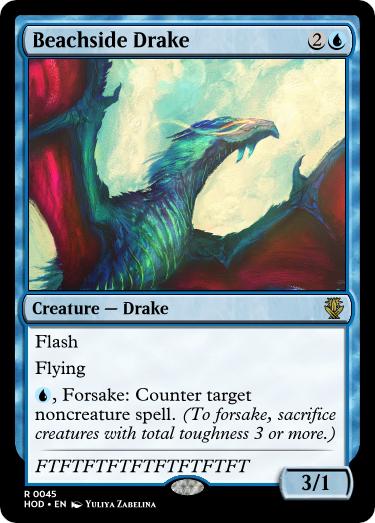 Beachside Drake 2
Creature — Drake
Flash
Flying
, Forsake: Counter target
noncreature spell. (To forsake, sacrifice
creatures with total toughness 3 or more.)
FTFTFTFTFTFTFTFTFT
3/1
R 0045
HOD • EN YULIYA ZABELINA